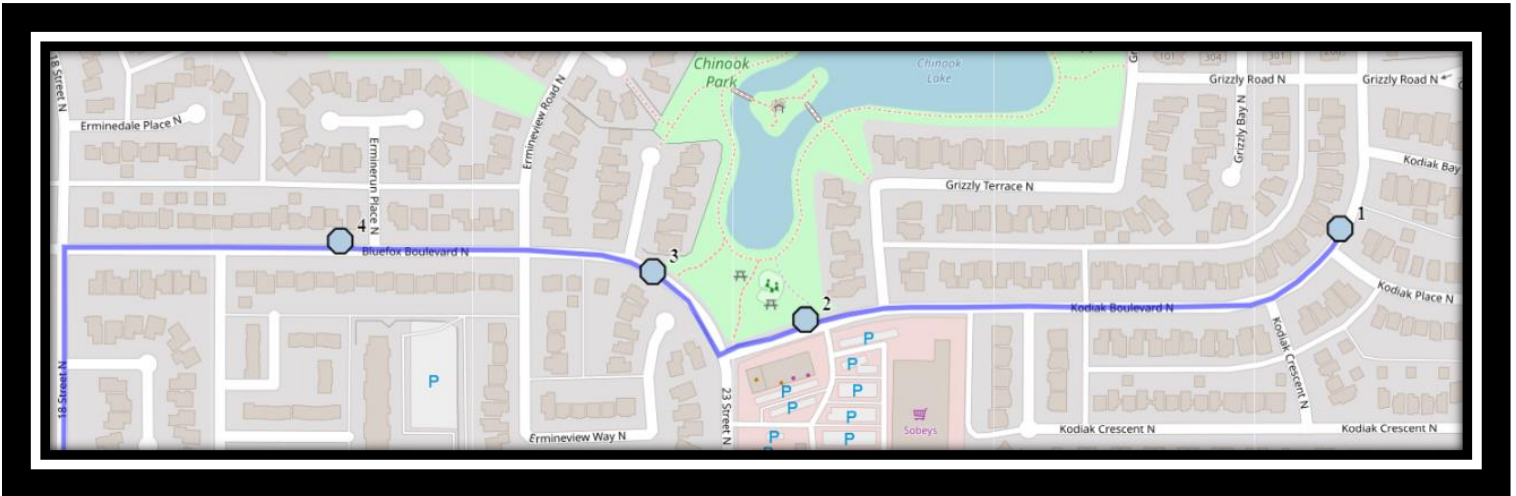 18 Street N
Chinook
Park
Chinook
Lake
101
304
301
Grizzly Road N
Grizzly Road N
Erminedale Place N
Ermineview Road N
Erminerun Place N
Grizzly Bay N
Kodiak Bay
Grizzly Terrace N
1
4
Bluefox Boulevard N
3
2
Kodiak Place N
Kodiak Boulevard N
Kodiak Crescent N
P
P
P
P
P
P
P
P
P
18 Street N
23 Street N
Sobeys
Ermineview Way N
Kodiak Crescent N
Kodiak Crescent N